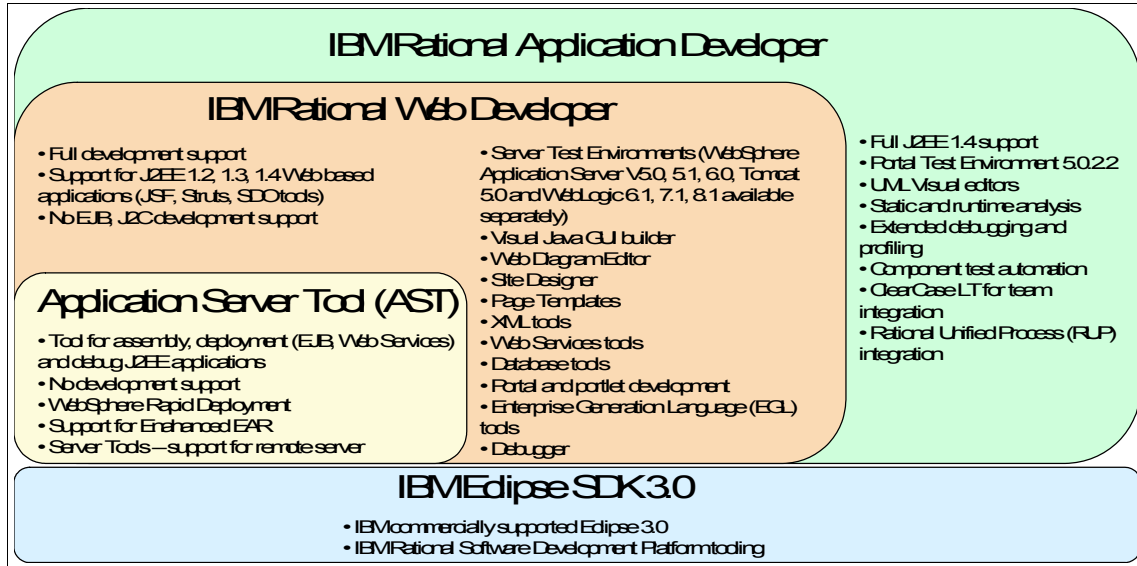 IBM Rational Application Developer
IBM Rational Web Developer
• Full development support
• Support for J2EE 1.2, 1.3, 1.4 Web based
applications (JSF, Struts, SDO tools)
• No EJB, J2C development support
• Server Test Environments (WebSphere
Application Server V5.0, 5.1, 6.0, Tomcat
5.0 and WebLogic 6.1, 7.1, 8.1 available
separately)
• Visual Java GUI builder
• Web Diagram Editor
• Site Designer
• Page Templates
• XML tools
• Web Services tools
• Database tools
• Portal and portlet development
• Enterprise Generation Language (EGL)
tools
• Debugger
• Full J2EE 1.4 support
• Portal Test Environment 5.0.2.2
• UML Visual editors
• Static and runtime analysis
• Extended debugging and
profiling
• Component test automation
• ClearCase LT for team
integration
• Rational Unified Process (RUP)
integration
Application Server Tool (AST)
• Tool for assembly, deployment (EJB, Web Services)
and debug J2EE applications
• No development support
• WebSphere Rapid Deployment
• Support for Enahanced EAR
• Server Tools – support for remote server
IBM Eclipse SDK 3.0
• IBM commercially supported Eclipse 3.0
• IBM Rational Software Development Platform tooling